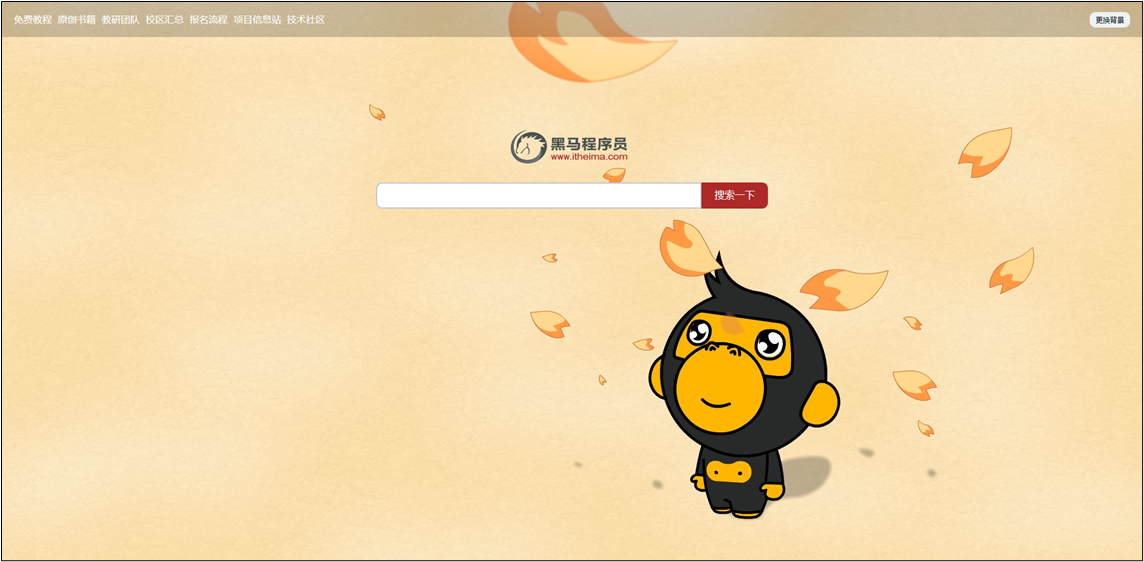 免费教程 原创书籍 教研团队 校区汇总 报名流程 项目信息站 技术社区
更换背景
黑马程序员
www.itheima.com
搜索一下